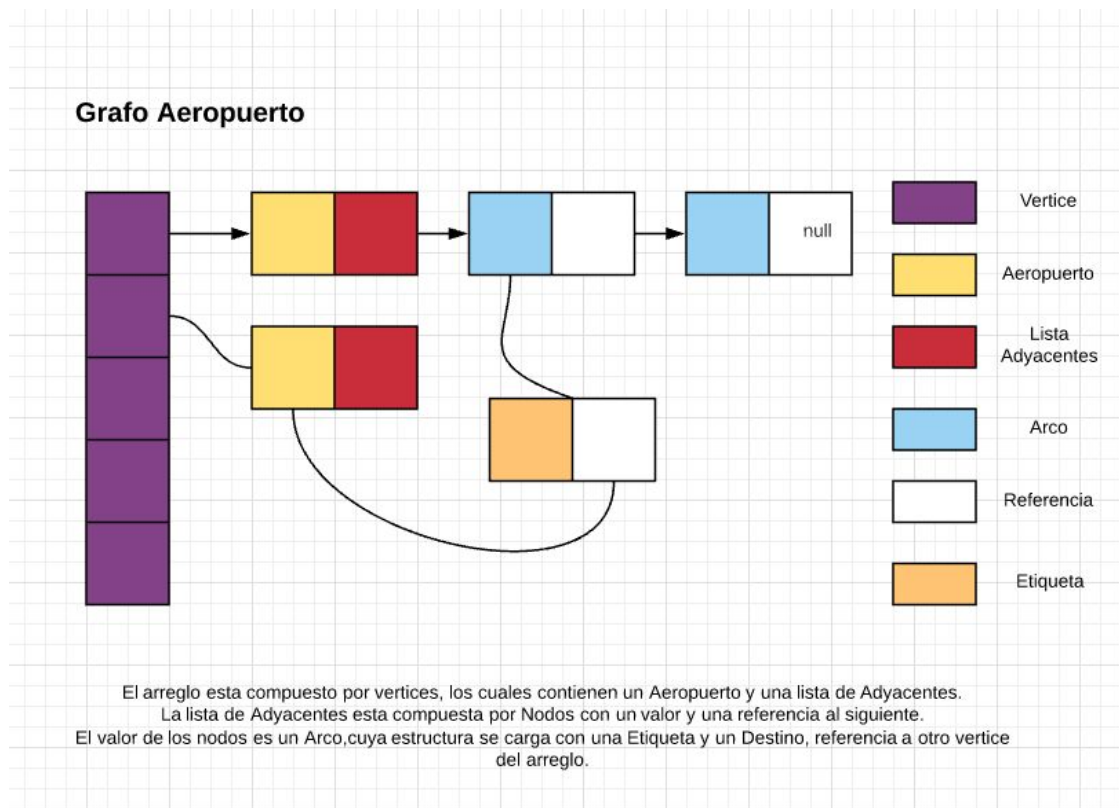 Grafo Aeropuerto
null
Vertice
Aeropuerto
Lista
Adyacentes
Arco
Referencia
Etiqueta
El arreglo esta compuesto por vertices, los cuales contienen un Aeropuerto y una lista de Adyacentes.
La lista de Adyacentes esta compuesta por Nodos con un valor y una referencia al siguiente.
El valor de los nodos es un Arco,cuya estructura se carga con una Etiqueta y un Destino, referencia a otro vertice
del arreglo.